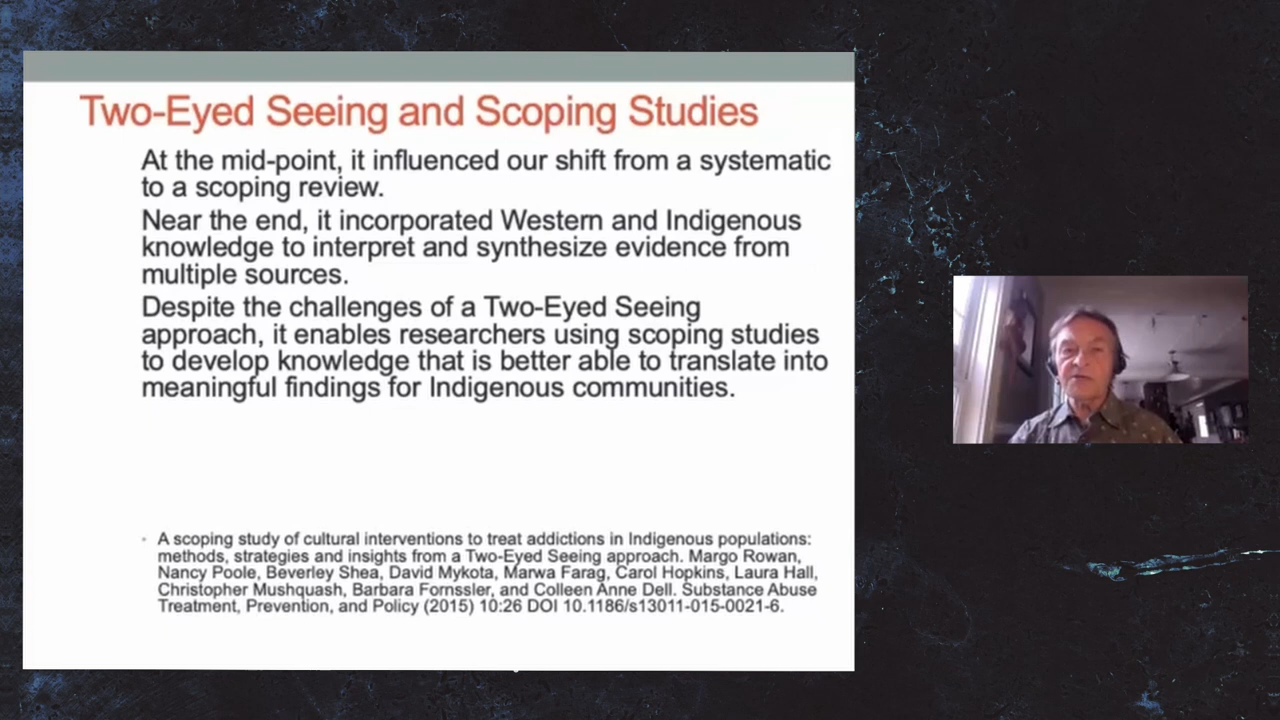 Two-Eyed Seeing and Scoping Studies
At the mid-point, it influenced our shift from a systematic
to a scoping review.
Near the end, it incorporated Western and Indigenous
knowledge to interpret and synthesize evidence from
multiple sources.
Despite the challenges of a Two-Eyed Seeing
approach, it enables researchers using scoping studies
to develop knowledge that is better able to translate into
meaningful findings for Indigenous communities.
• A scoping study of cultural interventions to treat addictions in Indigenous populations:
methods, strategies and insights from a Two-Eyed Seeing approach. Margo Rowan,
Nancy Poole, Beverley Shea, David Mykota, Marwa Farag, Carol Hopkins, Laura Hall,
Christopher Mushquash, Barbara Fornssler, and Colleen Anne Dell. Substance Abuse
Treatment, Prevention, and Policy (2015) 10:26 DOI 10.1186/s13011-015-0021-6.